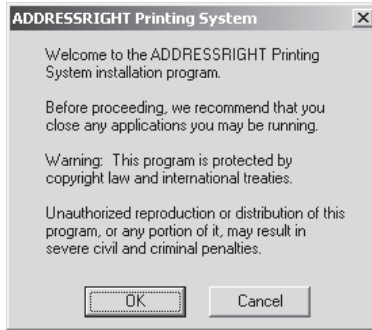 ADDRESSRIGHT Printing System
Welcome to the ADDRESSRIGHT Printing
System installation program.
Before proceeding, we recommend that you
close any applications you may be running.
Warning: This program is protected by
copyright law and international treaties.
Unauthorized reproduction or distribution of this
program, or any portion of it, may result in
severe civil and criminal penalties.
OK
Cancel